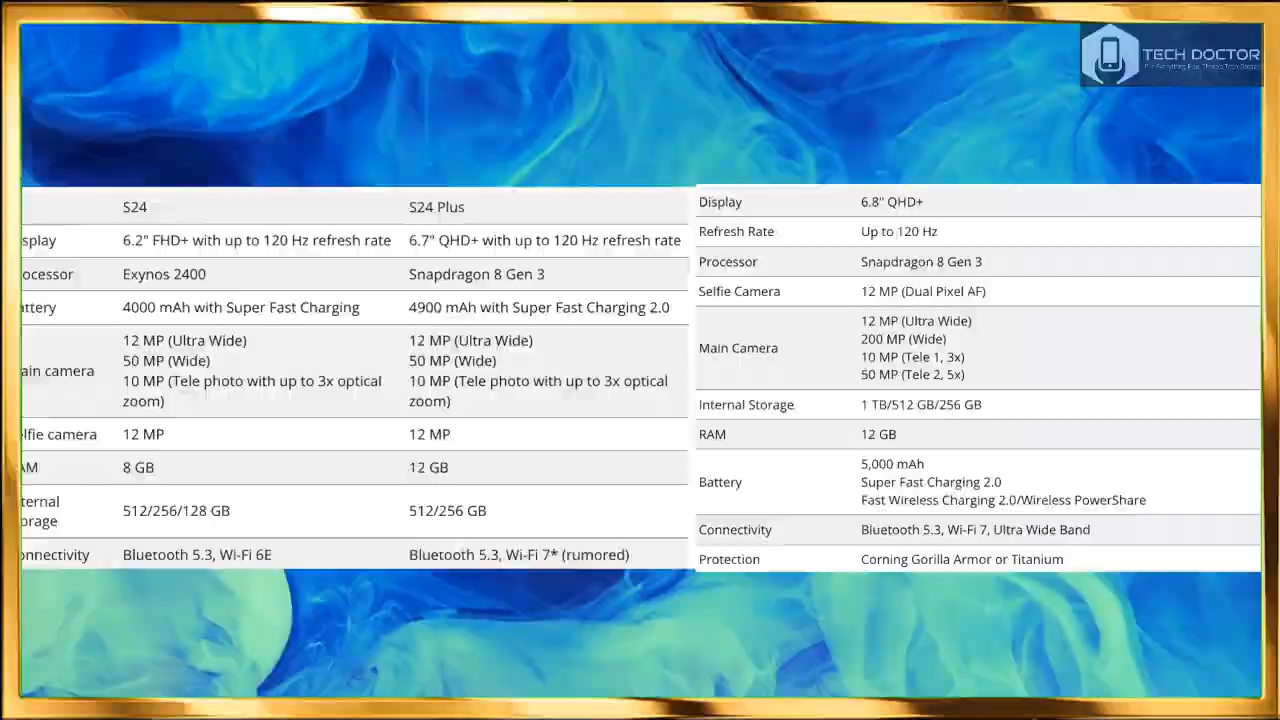 TECH DOCTOR
S24 S24 Plus
splay 6.2" FHD+ with up to 120 Hz refresh rate 6.7" QHD+ with up to 120 Hz refresh rate
ocessor Exynos 2400 Snapdragon 8 Gen 3
attery 4000 mAh with Super Fast Charging 4900 mAh with Super Fast Charging 2.0
12 MP (Ultra Wide) 12 MP (Ultra Wide)
50 MP (Wide) 50 MP (Wide)
ain camera
10 MP (Tele photo with up to 3x optical 10 MP (Tele photo with up to 3x optical
zoom) zoom)
lfie camera 12 MP 12 MP
AM 8 GB 12 GB
ternal
512/256/128 GB 512/256 GB
orage
onnectivity Bluetooth 5.3, Wi-Fi 6E Bluetooth 5.3, Wi-Fi 7* (rumored)
Display 6.8" QHD+
Refresh Rate Up to 120 Hz
Processor Snapdragon 8 Gen 3
Selfie Camera 12 MP (Dual Pixel AF)
12 MP (Ultra Wide)
200 MP (Wide)
Main Camera
10 MP (Tele 1, 3x)
50 MP (Tele 2, 5x)
Internal Storage 1 TB/512 GB/256 GB
RAM 12 GB
5,000 mAh
Battery Super Fast Charging 2.0
Fast Wireless Charging 2.0/Wireless PowerShare
Connectivity Bluetooth 5.3, Wi-Fi 7, Ultra Wide Band
Protection Corning Gorilla Armor or Titanium